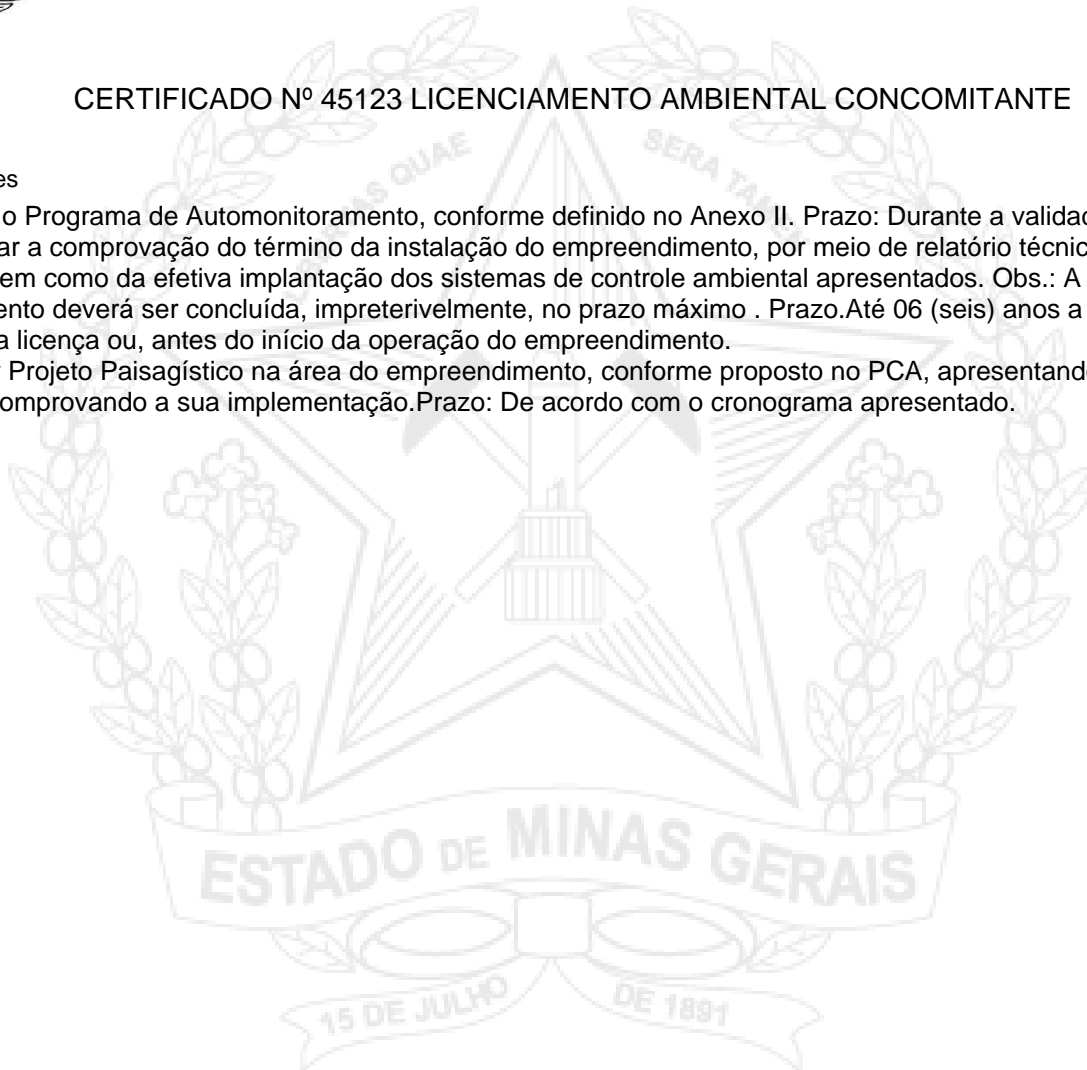 CERTIFICADO Nº 45123 LICENCIAMENTO AMBIENTAL CONCOMITANTE
es
o Programa de Automonitoramento, conforme definido no Anexo II. Prazo: Durante a validad
ar a comprovação do término da instalação do empreendimento, por meio de relatório técnic
em como da efetiva implantação dos sistemas de controle ambiental apresentados. Obs.: A
ento deverá ser concluída, impreterivelmente, no prazo máximo . Prazo.Até 06 (seis) anos a
a licença ou, antes do início da operação do empreendimento.
r Projeto Paisagístico na área do empreendimento, conforme proposto no PCA, apresentando
omprovando a sua implementação.Prazo: De acordo com o cronograma apresentado.
QUAE SERA TAMEN
ESTADO DE MINAS GERAIS
15 DE JULHO DE 1891